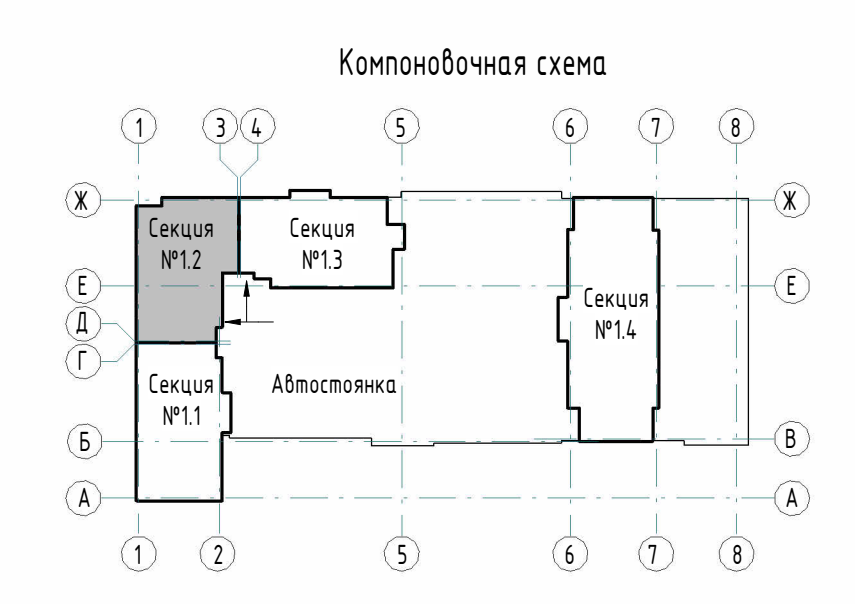 Компоновочная схема
1 3 4 5 6 7 8
Ж Ж
Секция
№1.2
Секция
№1.3
Е Е
Секция
№1.4
Д
Г
Секция
№1.1
Автостоянка
Б В
А А
1 2 5 6 7 8